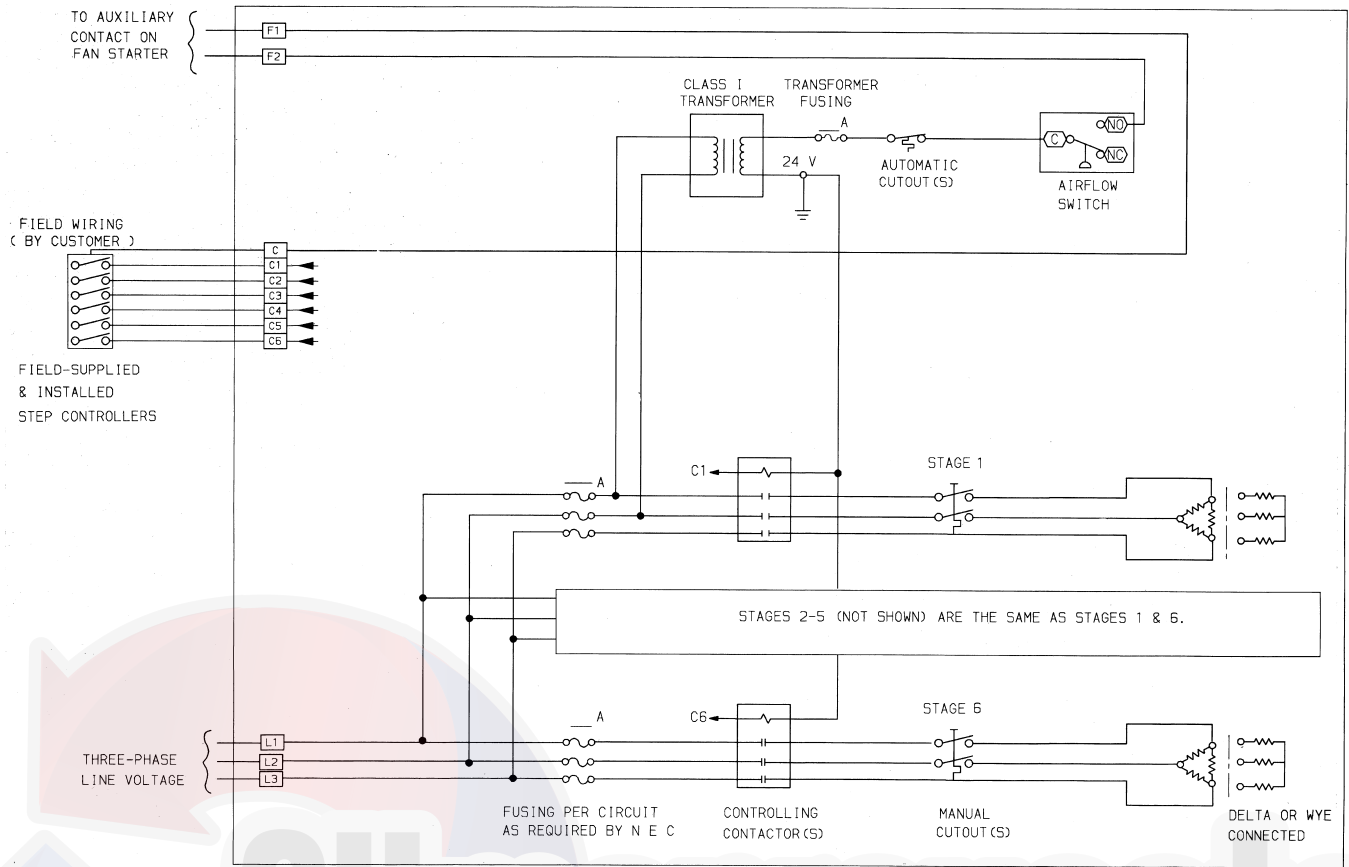 TO AUXILIARY
CONTACT ON
FAN STARTER
F1
F2
CLASS I
TRANSFORMER
TRANSFORMER
FUSING
A
24 V
AUTOMATIC
CUTOUT(S)
C
NO
NC
AIRFLOW
SWITCH
FIELD WIRING
( BY CUSTOMER )
C
C1
C2
C3
C4
C5
C6
FIELD-SUPPLIED
& INSTALLED
STEP CONTROLLERS
A
C1
STAGE 1
STAGES 2-5 (NOT SHOWN) ARE THE SAME AS STAGES 1 & 6.
A
C6
STAGE 6
THREE-PHASE
LINE VOLTAGE
L1
L2
L3
FUSING PER CIRCUIT
AS REQUIRED BY N E C
CONTROLLING
CONTACTOR(S)
MANUAL
CUTOUT(S)
DELTA OR WYE
CONNECTED